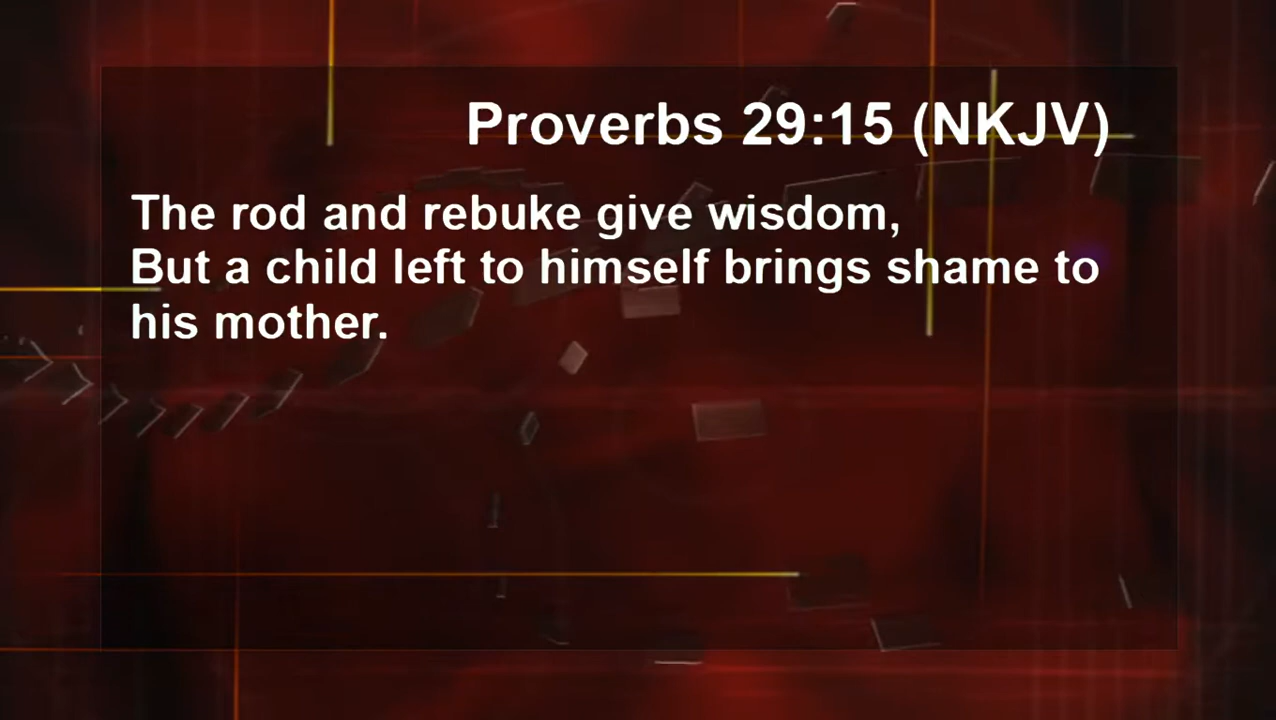 Proverbs 29:15 (NKJV)
The rod and rebuke give wisdom,
But a child left to himself brings shame to
his mother.